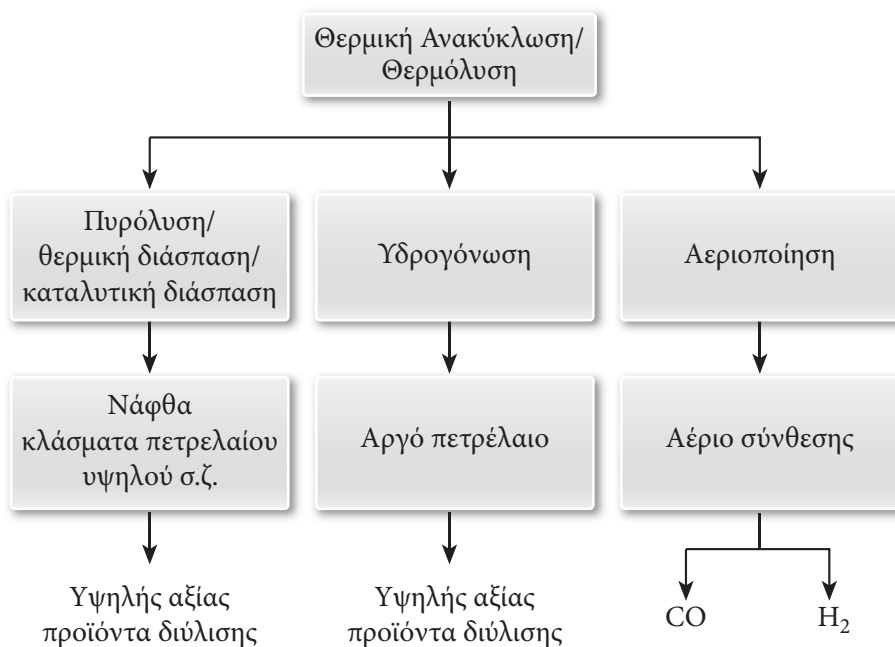 Θερμική Ανακύκλωση/
Θερμόλυση
Πυρόλυση/
θερμική διάσπαση/
καταλυτική διάσπαση
Υδρογόνωση
Αεριοποίηση
Νάφθα
κλάσματα πετρελαίου
υψηλού σ.ζ.
Αργό πετρέλαιο
Αέριο σύνθεσης
Υψηλής αξίας
προϊόντα διύλισης
Υψηλής αξίας
προϊόντα διύλισης
CO
H₂